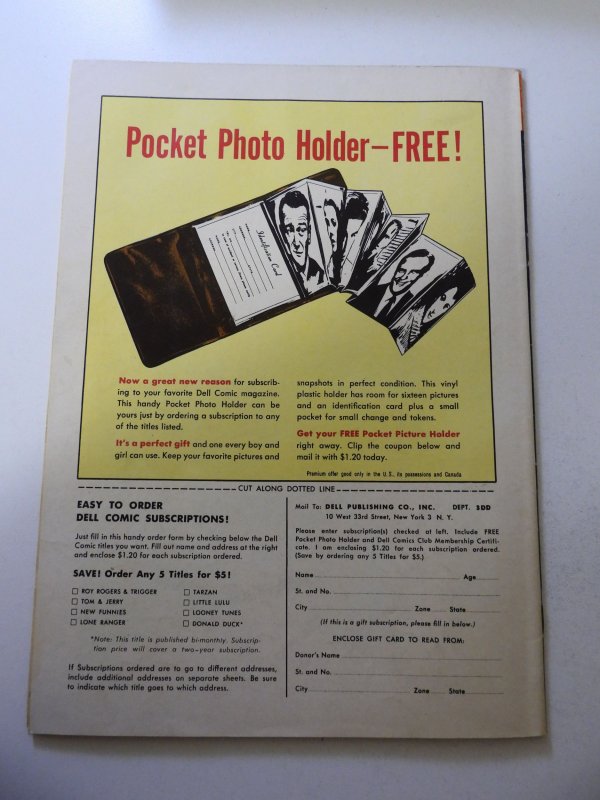 Pocket Photo Holder—FREE!
Identification Card
Now a great new reason for subscrib-
ing to your favorite Dell Comic magazine.
This handy Pocket Photo Holder can be
yours just by ordering a subscription to any
of the titles listed.
It's a perfect gift and one every boy and
girl can use. Keep your favorite pictures and
snapshots in perfect condition. This vinyl
plastic holder has room for sixteen pictures
and an identification card plus a small
pocket for small change and tokens.
Get your FREE Pocket Picture Holder
right away. Clip the coupon below and
mail it with $1.20 today.
Premium offer good only in the U.S., its possessions and Canada
CUT ALONG DOTTED LINE
EASY TO ORDER
DELL COMIC SUBSCRIPTIONS!
Just fill in this handy order form by checking below the Dell
Comic titles you want. Fill out name and address at the right
and enclose $1.20 for each subscription ordered.
SAVE! Order Any 5 Titles for $5!
ROY ROGERS & TRIGGER
TOM & JERRY
NEW FUNNIES
LONE RANGER
TARZAN
LITTLE LULU
LOONEY TUNES
DONALD DUCK*
*Note: This title is published bi-monthly. Subscrip-
tion price will cover a two-year subscription.
If Subscriptions ordered are to go to different addresses,
include additional addresses on separate sheets. Be sure
to indicate which title goes to which address.
Mail To: DELL PUBLISHING CO., INC. DEPT.
10 West 33rd Street, New York 3 N. Y.
Please enter subscription(s) checked at left. Include FREE
Pocket Photo Holder and Dell Comics Club Membership Certifi-
cate. I am enclosing $1.20 for each subscription ordered.
(Save by ordering any 5 Titles for $5.)
Name Age
St. and No.
City Zone State
(If this is a gift subscription, please fill in below.)
ENCLOSE GIFT CARD TO READ FROM:
Donor's Name
St. and No.
City Zone State